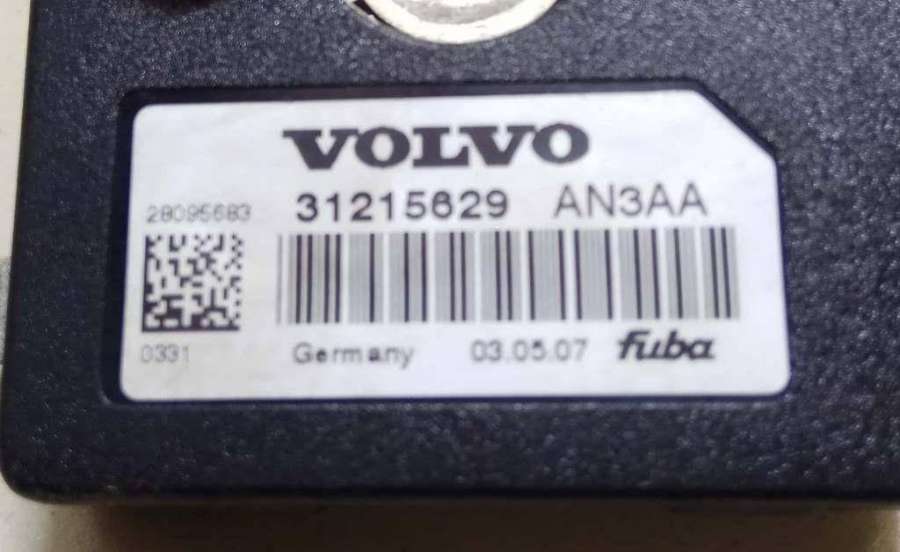 VOLVO
28095683 31215629 AN3AA
0331 Germany 03.05.07 fuba